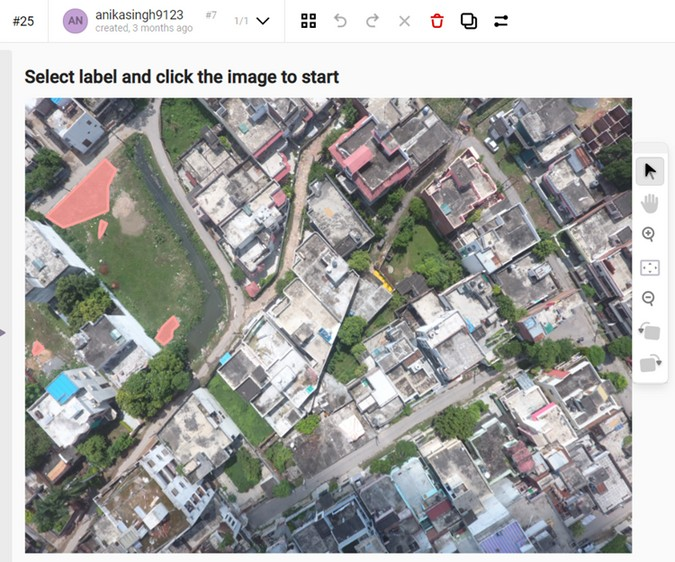 #25
AN
anikasingh9123
#7
1/1
created, 3 months ago
Select label and click the image to start